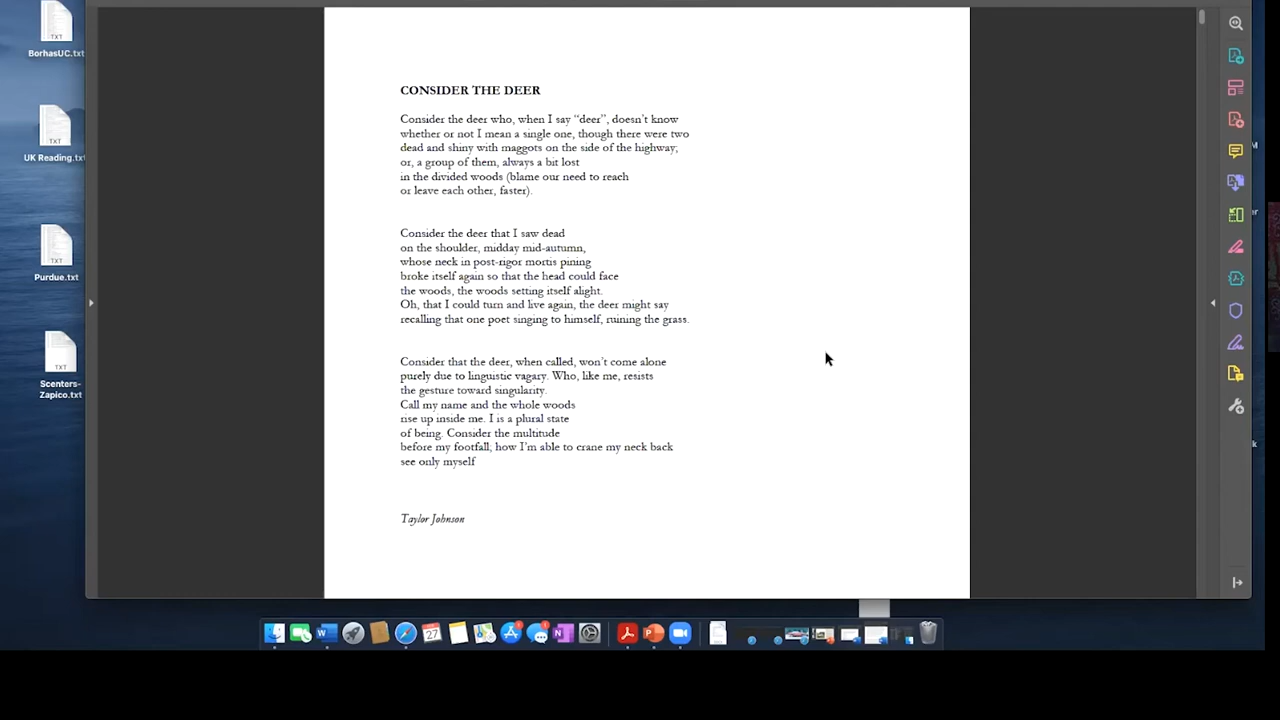 BorhasUC.txt
UK Reading.txt
Purdue.txt
Scenters-
Zapico.txt
TXT
TXT
TXT
TXT
CONSIDER THE DEER
Consider the deer who, when I say “deer”, doesn’t know
whether or not I mean a single one, though there were two
dead and shiny with maggots on the side of the highway;
or, a group of them, always a bit lost
in the divided woods (blame our need to reach
or leave each other, faster).
Consider the deer that I saw dead
on the shoulder, midday mid-autumn,
whose neck in post-rigor mortis pining
broke itself again so that the head could face
the woods, the woods setting itself alight.
Oh, that I could turn and live again, the deer might say
recalling that one poet singing to himself, ruining the grass.
Consider that the deer, when called, won’t come alone
purely due to linguistic vagary. Who, like me, resists
the gesture toward singularity.
Call my name and the whole woods
rise up inside me. I is a plural state
of being. Consider the multitude
before my footfall; how I’m able to crane my neck back
see only myself
Taylor Johnson
27